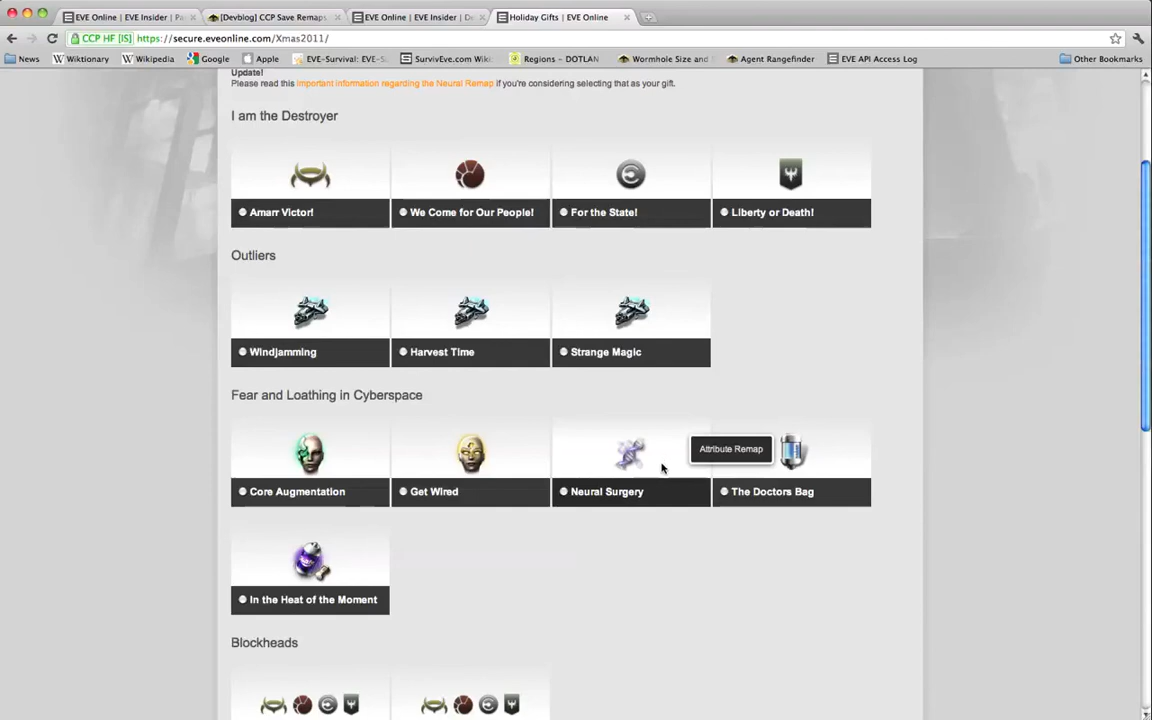 EVE Online | EVE Insider | Pa
[Devblog] CCP Save Remaps
EVE Online | EVE Insider | De
Holiday Gifts | EVE Online
CCP HF [IS] https://secure.eveonline.com/Xmas2011/
News Wiktionary Wikipedia Google Apple EVE-Survival: EVE-S SurvivEve.com Wiki Regions - DOTLAN Wormhole Size and Agent Rangefinder EVE API Access Log Other Bookmarks
Update!
Please read this important information regarding the Neural Remap if you're considering selecting that as your gift.
I am the Destroyer
Amarr Victor! We Come for Our People! For the State! Liberty or Death!
Outliers
Windjamming Harvest Time Strange Magic
Fear and Loathing in Cyberspace
Attribute Remap
Core Augmentation Get Wired Neural Surgery The Doctors Bag
In the Heat of the Moment
Blockheads